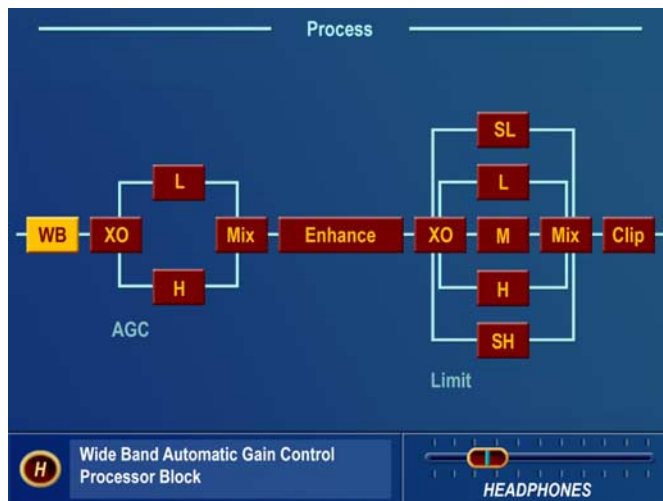 Process
SL
L
L
WB
XO
Mix
Enhance
XO
M
Mix
Clip
H
H
AGC
SH
Limit
H
Wide Band Automatic Gain Control
Processor Block
HEADPHONES